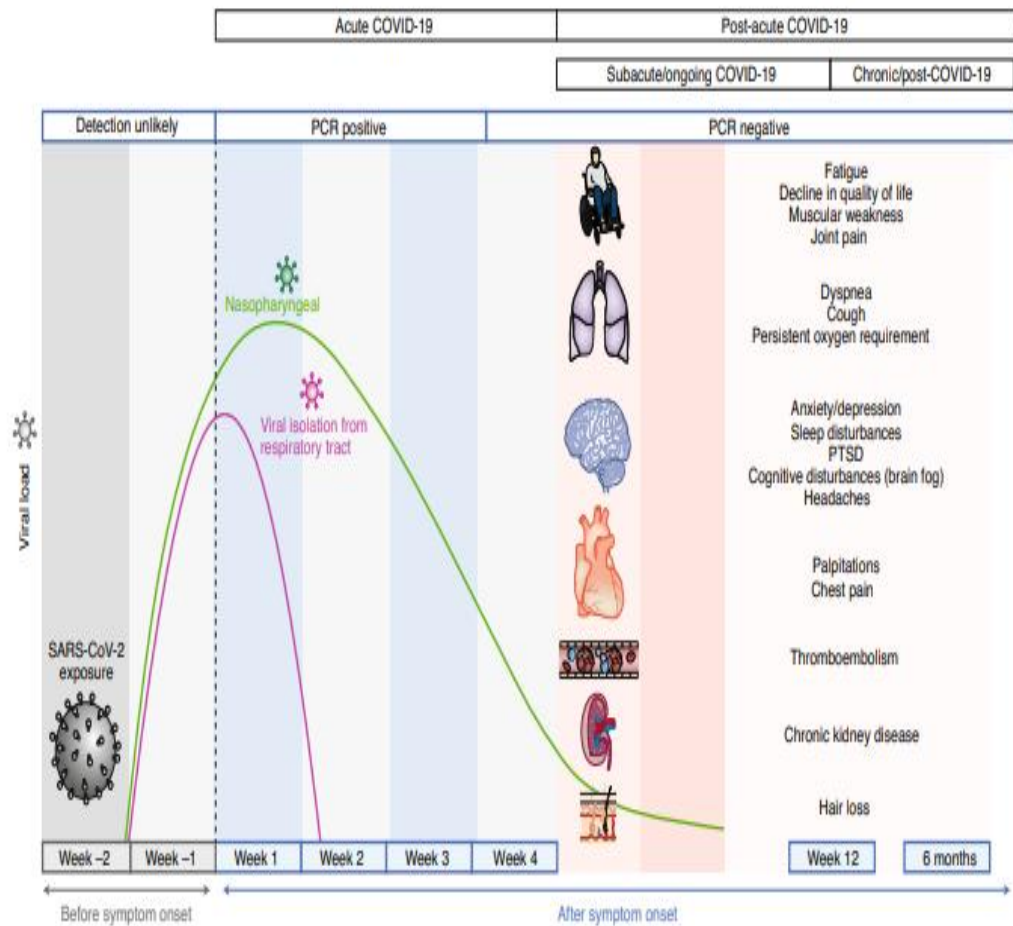 Acute COVID-19
Post-acute COVID-19
Subacute/ongoing COVID-19
Chronic/post-COVID-19
Detection unlikely
PCR positive
PCR negative
Fatigue
Decline in quality of life
Muscular weakness
Joint pain
Nasopharyngeal
Dyspnea
Cough
Persistent oxygen requirement
Viral isolation from
respiratory tract
Anxiety/depression
Sleep disturbances
PTSD
Cognitive disturbances (brain fog)
Headaches
Viral load
Palpitations
Chest pain
SARS-CoV-2
exposure
Thromboembolism
Chronic kidney disease
Hair loss
Week –2
Week –1
Week 1
Week 2
Week 3
Week 4
Week 12
6 months
Before symptom onset
After symptom onset